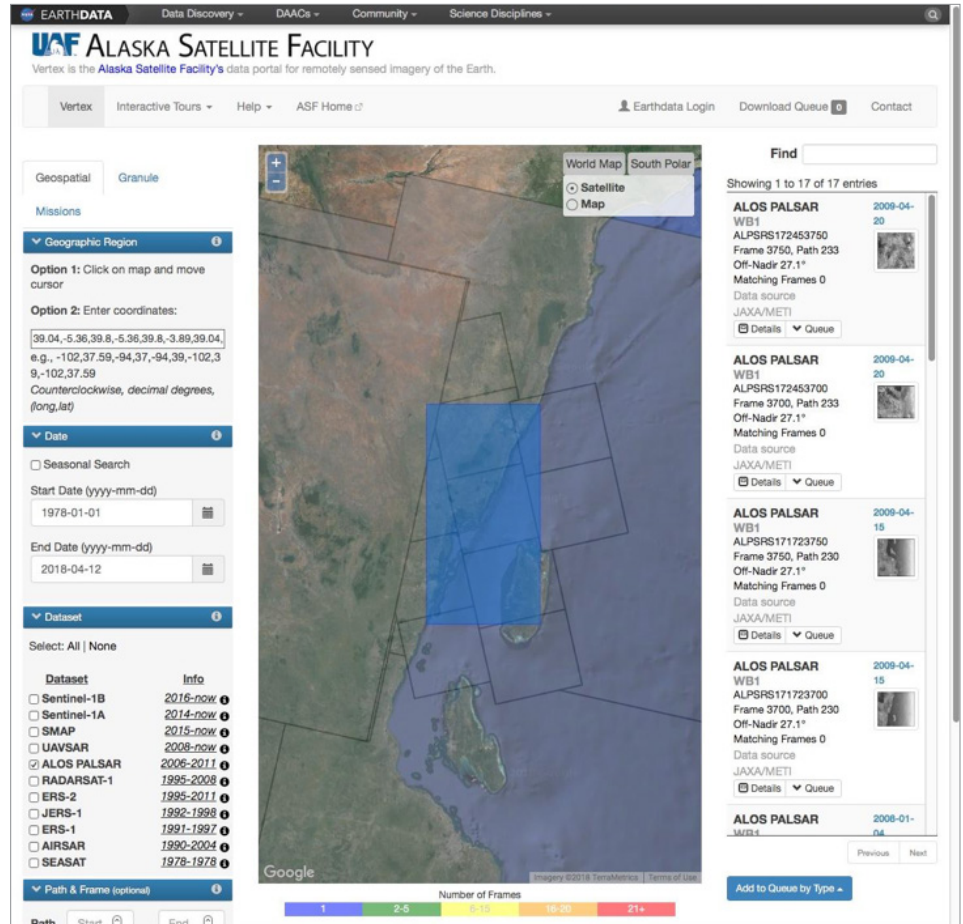 EARTHDATA Data Discovery DAACs Community Science Disciplines
UAF ALASKA SATELLITE FACILITY
Vertex is the Alaska Satellite Facility's data portal for remotely sensed imagery of the Earth.
Vertex Interactive Tours Help ASF Home Earthdata Login Download Queue 0 Contact
Geospatial Granule
Missions
Geographic Region
Option 1: Click on map and move
cursor
Option 2: Enter coordinates:
39.04,-5.36,39.8,-5.36,39.8,-3.89,39.04,
e.g., -102,37.59,-94,37,-94,39,-102,3
9,-102,37.59
Counterclockwise, decimal degrees,
(long,lat)
Date
Seasonal Search
Start Date (yyyy-mm-dd)
1978-01-01
End Date (yyyy-mm-dd)
2018-04-12
Dataset
Select: All | None
Dataset Info
Sentinel-1B 2016-now
Sentinel-1A 2014-now
SMAP 2015-now
UAVSAR 2008-now
ALOS PALSAR 2006-2011
RADARSAT-1 1995-2008
ERS-2 1995-2011
JERS-1 1992-1998
ERS-1 1991-1997
AIRSAR 1990-2004
SEASAT 1978-1978
Path & Frame (optional)
Path Start End
+
-
World Map South Polar
Satellite
Map
Google
Imagery ©2018 TerraMetrics Terms of Use
Number of Frames
1 2-5 6-15 16-20 21+
Find
Showing 1 to 17 of 17 entries
ALOS PALSAR 2009-04-
WB1 20
ALPSRS172453750
Frame 3750, Path 233
Off-Nadir 27.1°
Matching Frames 0
Data source
JAXA/METI
Details Queue
ALOS PALSAR 2009-04-
WB1 20
ALPSRS172453700
Frame 3700, Path 233
Off-Nadir 27.1°
Matching Frames 0
Data source
JAXA/METI
Details Queue
ALOS PALSAR 2009-04-
WB1 15
ALPSRS171723750
Frame 3750, Path 230
Off-Nadir 27.1°
Matching Frames 0
Data source
JAXA/METI
Details Queue
ALOS PALSAR 2009-04-
WB1 15
ALPSRS171723700
Frame 3700, Path 230
Off-Nadir 27.1°
Matching Frames 0
Data source
JAXA/METI
Details Queue
ALOS PALSAR 2008-01-
WB1 04
Previous Next
Add to Queue by Type